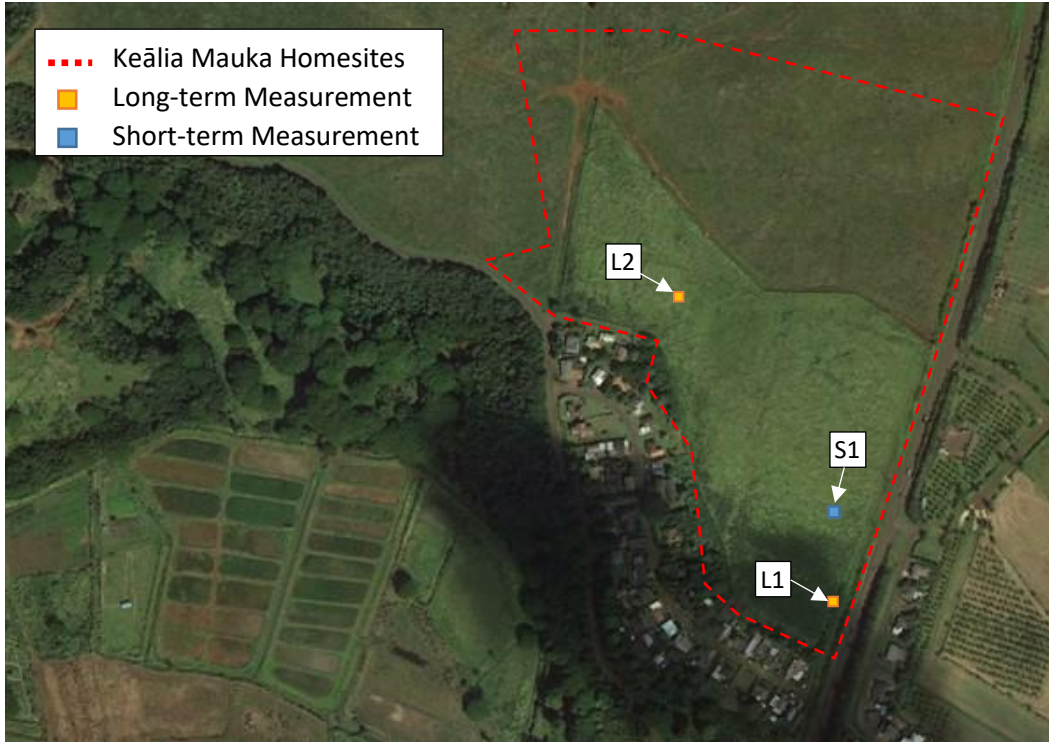 Keālia Mauka Homesites
Long-term Measurement
Short-term Measurement
L2
S1
L1